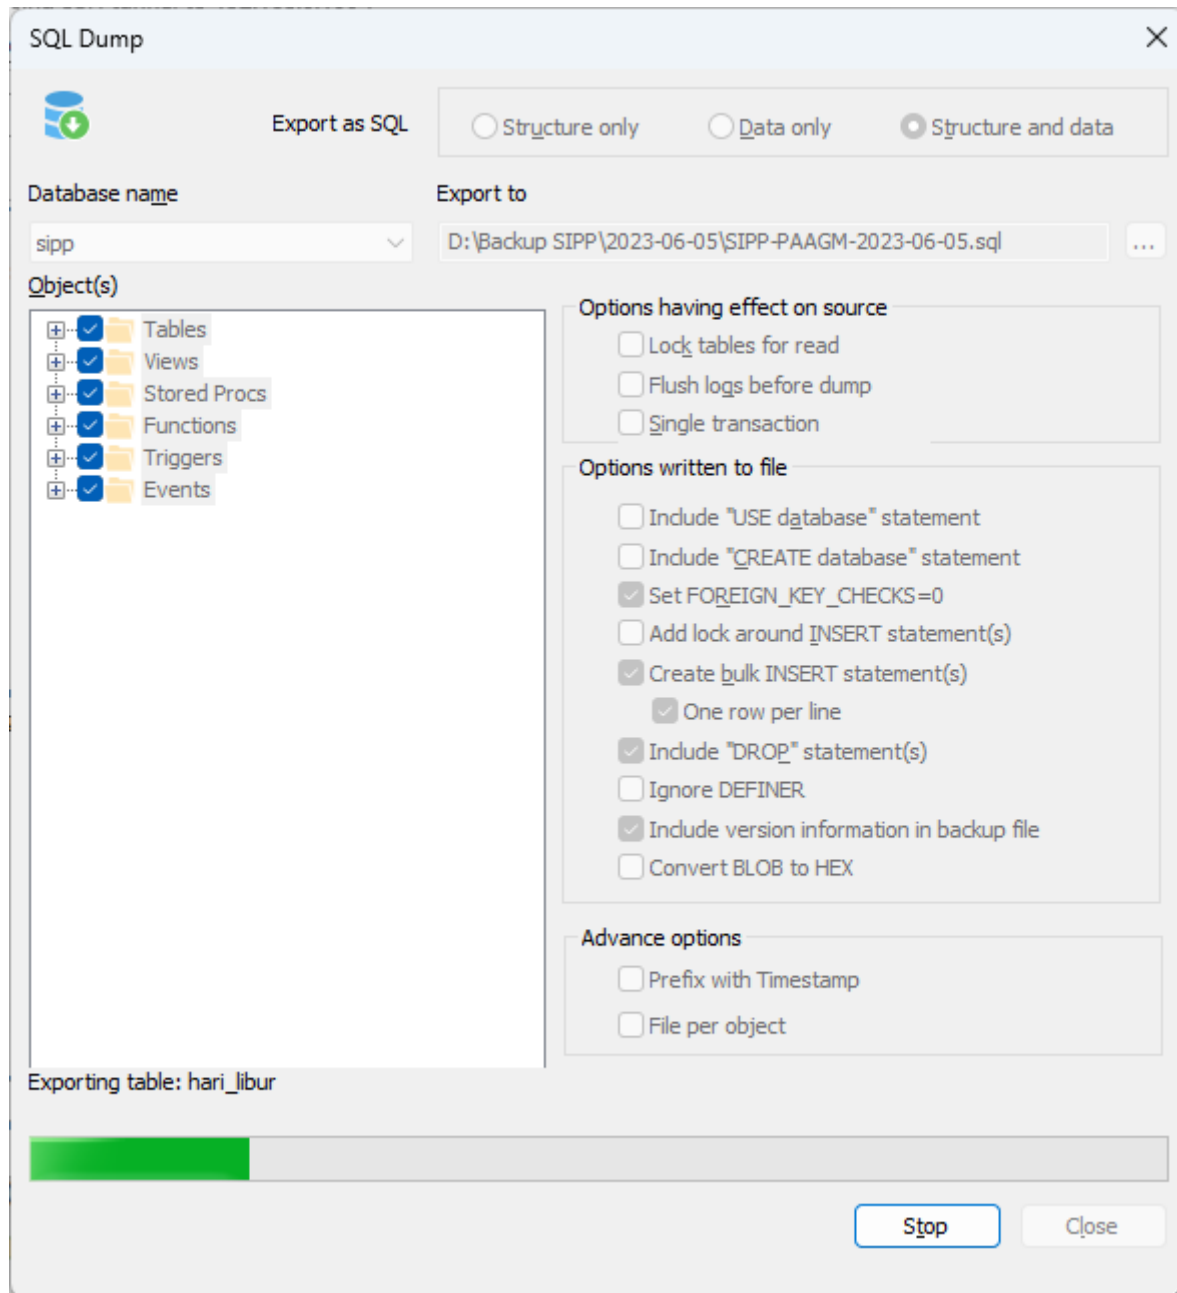 SQL Dump
Export as SQL
Structure only
Data only
Structure and data
Database name
Export to
sipp
D:\Backup SIPP\2023-06-05\SIPP-PAAGM-2023-06-05.sql
...
Object(s)
Tables
Views
Stored Procs
Functions
Triggers
Events
Options having effect on source
Lock tables for read
Flush logs before dump
Single transaction
Options written to file
Include "USE database" statement
Include "CREATE database" statement
Set FOREIGN_KEY_CHECKS=0
Add lock around INSERT statement(s)
Create bulk INSERT statement(s)
One row per line
Include "DROP" statement(s)
Ignore DEFINER
Include version information in backup file
Convert BLOB to HEX
Advance options
Prefix with Timestamp
File per object
Exporting table: hari_libur
Stop
Close